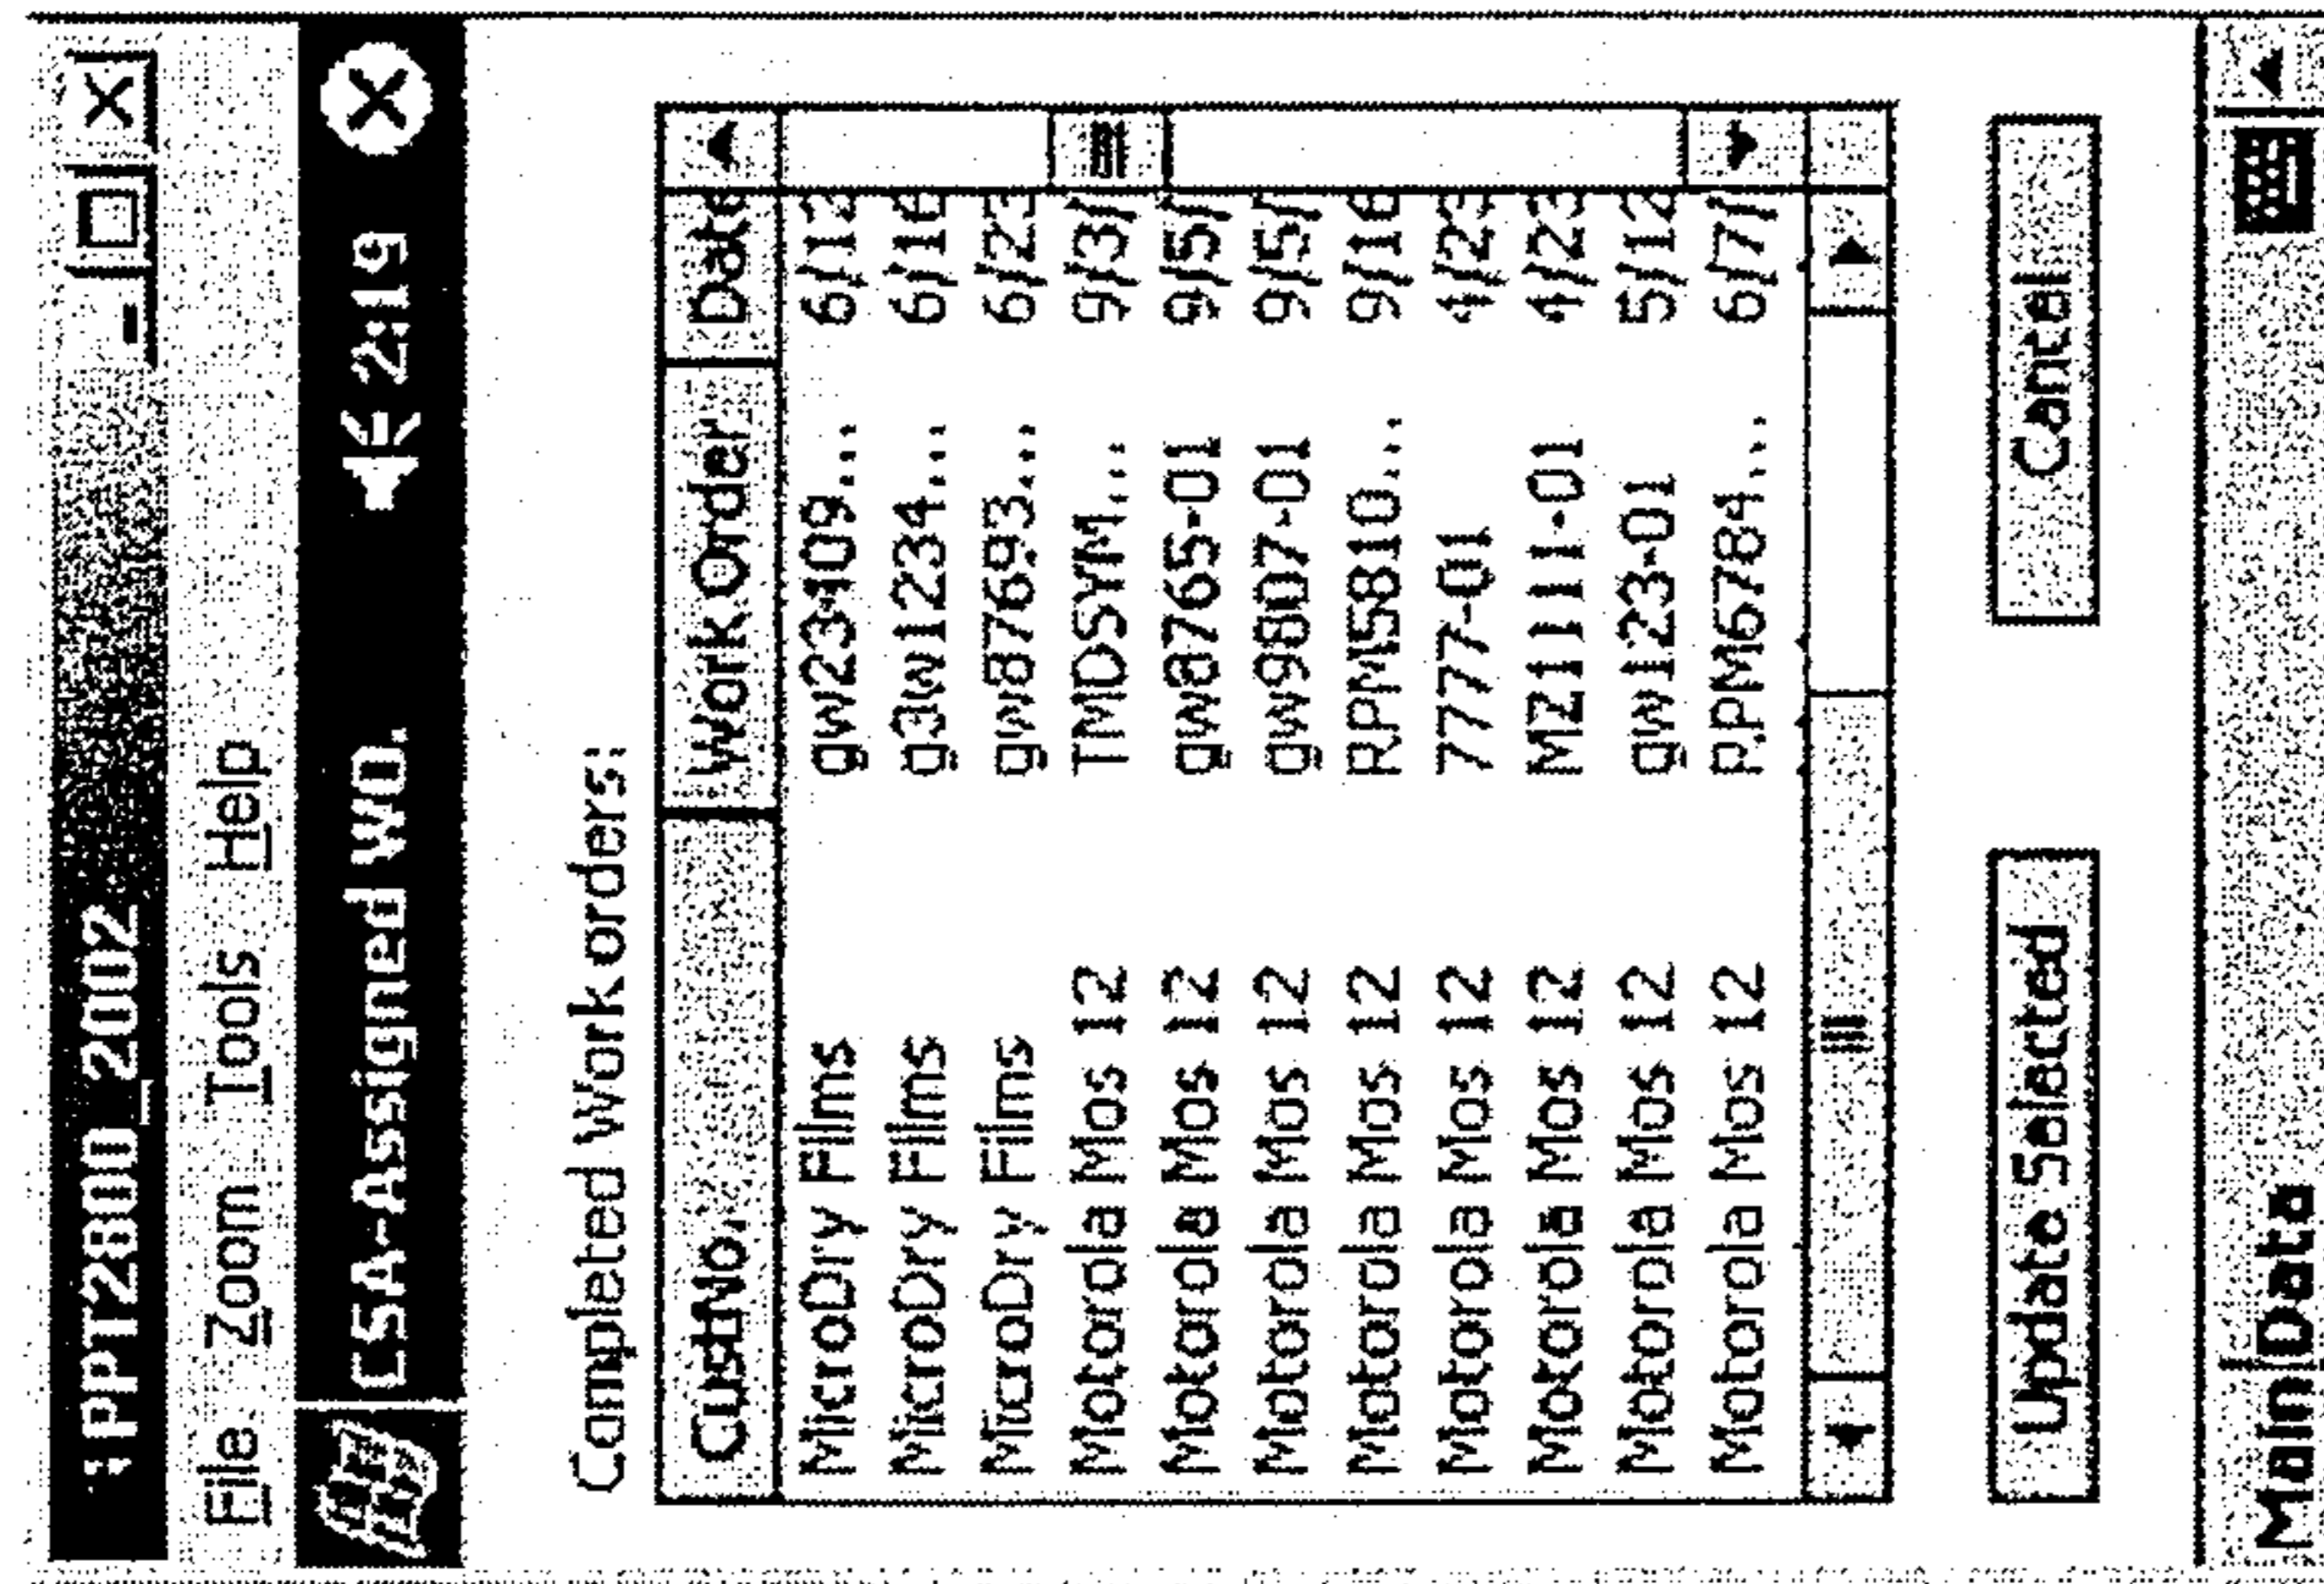 PPT2800_2002
File Zoom Tools Help
CSA-Assigned WO. 2:19
Completed Work orders:
CustNo. Work Order Date
MicroDry Films gw23409... 6/12
MicroDry Films g3w1234... 6/16
MicroDry Films gw87693... 6/23
Motorola Mos 12 TMDSYM... 9/3/
Motorola Mos 12 gw8765-01 9/5/
Motorola Mos 12 gw9807-01 9/5/
Motorola Mos 12 RPM5810... 9/16
Motorola Mos 12 7777-01 4/23
Motorola Mos 12 MZ1111-01 4/23
Motorola Mos 12 gw123-01 5/12
Motorola Mos 12 RPM6784... 6/7/
Update Selected Cancel
Main Data